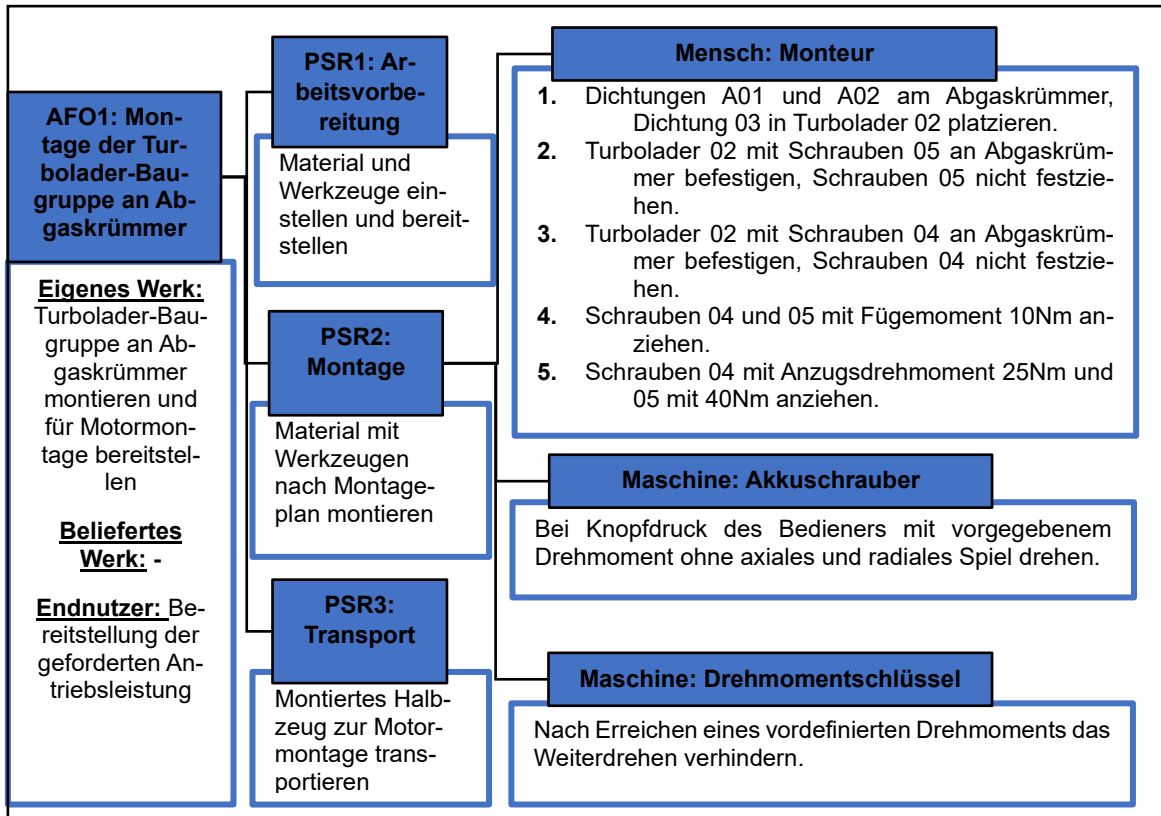 AFO1: Mon-
tage der Tur-
bolader-Bau-
gruppe an Ab-
gaskrümmer
Eigenes Werk:
Turbolader-Bau-
gruppe an Ab-
gaskrümmer
montieren und
für Motormon-
tage bereitstel-
len
Beliefertes
Werk: -
Endnutzer: Be-
reitstellung der
geforderten An-
triebsleistung
PSR1: Ar-
beitsvorbe-
reitung
Material und
Werkzeuge ein-
stellen und bereit-
stellen
PSR2:
Montage
Material mit
Werkzeugen
nach Montage-
plan montieren
PSR3:
Transport
Montiertes Halb-
zeug zur Motor-
montage trans-
portieren
Mensch: Monteur
1. Dichtungen A01 und A02 am Abgaskrümmer,
Dichtung 03 in Turbolader 02 platzieren.
2. Turbolader 02 mit Schrauben 05 an Abgaskrüm-
mer befestigen, Schrauben 05 nicht festzie-
hen.
3. Turbolader 02 mit Schrauben 04 an Abgaskrüm-
mer befestigen, Schrauben 04 nicht festzie-
hen.
4. Schrauben 04 und 05 mit Fügemoment 10Nm an-
ziehen.
5. Schrauben 04 mit Anzugsdrehmoment 25Nm und
05 mit 40Nm anziehen.
Maschine: Akkuschrauber
Bei Knopfdruck des Bedieners mit vorgegebenem
Drehmoment ohne axiales und radiales Spiel drehen.
Maschine: Drehmomentschlüssel
Nach Erreichen eines vordefinierten Drehmoments das
Weiterdrehen verhindern.